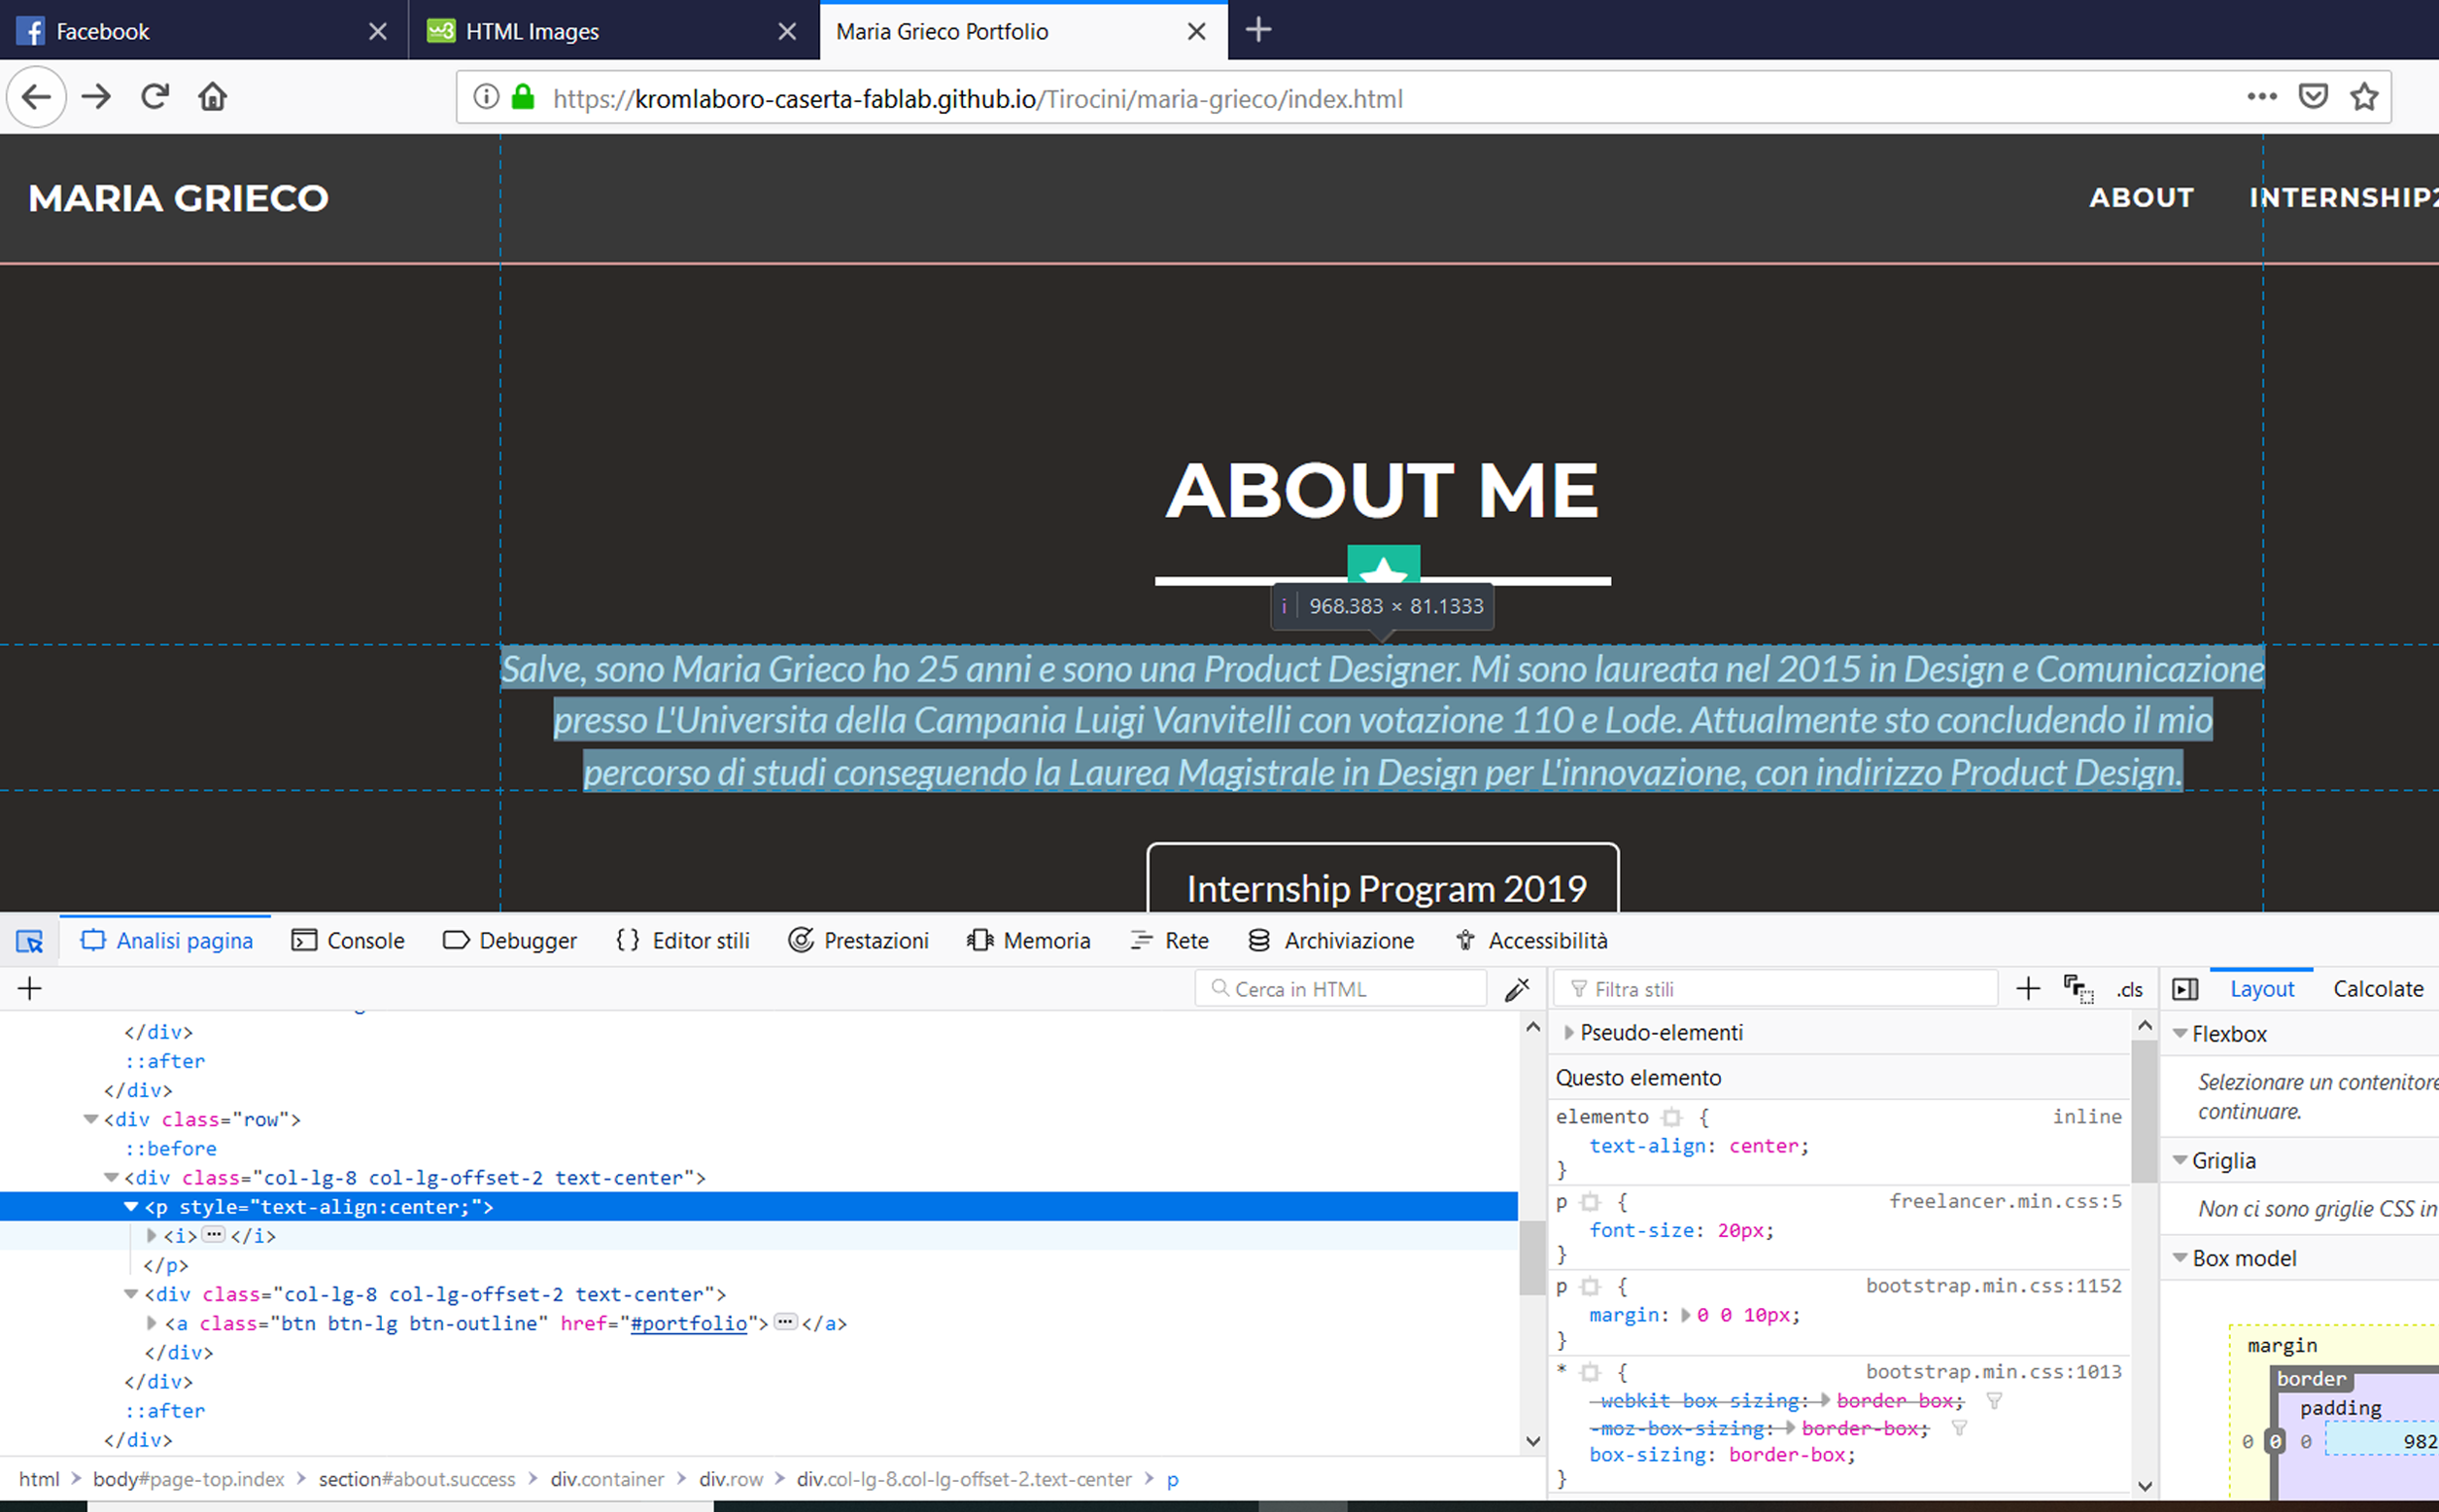 Facebook
HTML Images
Maria Grieco Portfolio
https://kromlaboro-caserta-fablab.github.io/Tirocini/maria-grieco/index.html
MARIA GRIECO
ABOUT
INTERNSHIP2
ABOUT ME
i 968.383 × 81.1333
Salve, sono Maria Grieco ho 25 anni e sono una Product Designer. Mi sono laureata nel 2015 in Design e Comunicazione
presso L'Universita della Campania Luigi Vanvitelli con votazione 110 e Lode. Attualmente sto concludendo il mio
percorso di studi conseguendo la Laurea Magistrale in Design per L'innovazione, con indirizzo Product Design.
Internship Program 2019
Analisi pagina
Console
Debugger
{} Editor stili
Prestazioni
Memoria
Rete
Archiviazione
Accessibilità
Cerca in HTML
</div>
::after
</div>
<div class="row">
::before
<div class="col-lg-8 col-lg-offset-2 text-center">
<p style="text-align:center;">
<i>···</i>
</p>
<div class="col-lg-8 col-lg-offset-2 text-center">
<a class="btn btn-lg btn-outline" href="#portfolio">···</a>
</div>
</div>
::after
</div>
html > body#page-top.index > section#about.success > div.container > div.row > div.col-lg-8.col-lg-offset-2.text-center > p
Filtra stili
.cls
Pseudo-elementi
Questo elemento
elemento { inline
text-align: center;
}
p { freelancer.min.css:5
font-size: 20px;
}
p { bootstrap.min.css:1152
margin: 0 0 10px;
}
* { bootstrap.min.css:1013
-webkit-box-sizing: border-box;
-moz-box-sizing: border-box;
box-sizing: border-box;
}
Layout
Calcolate
Flexbox
Selezionare un contenitore
continuare.
Griglia
Non ci sono griglie CSS in
Box model
margin
border
padding
0 0 0 982